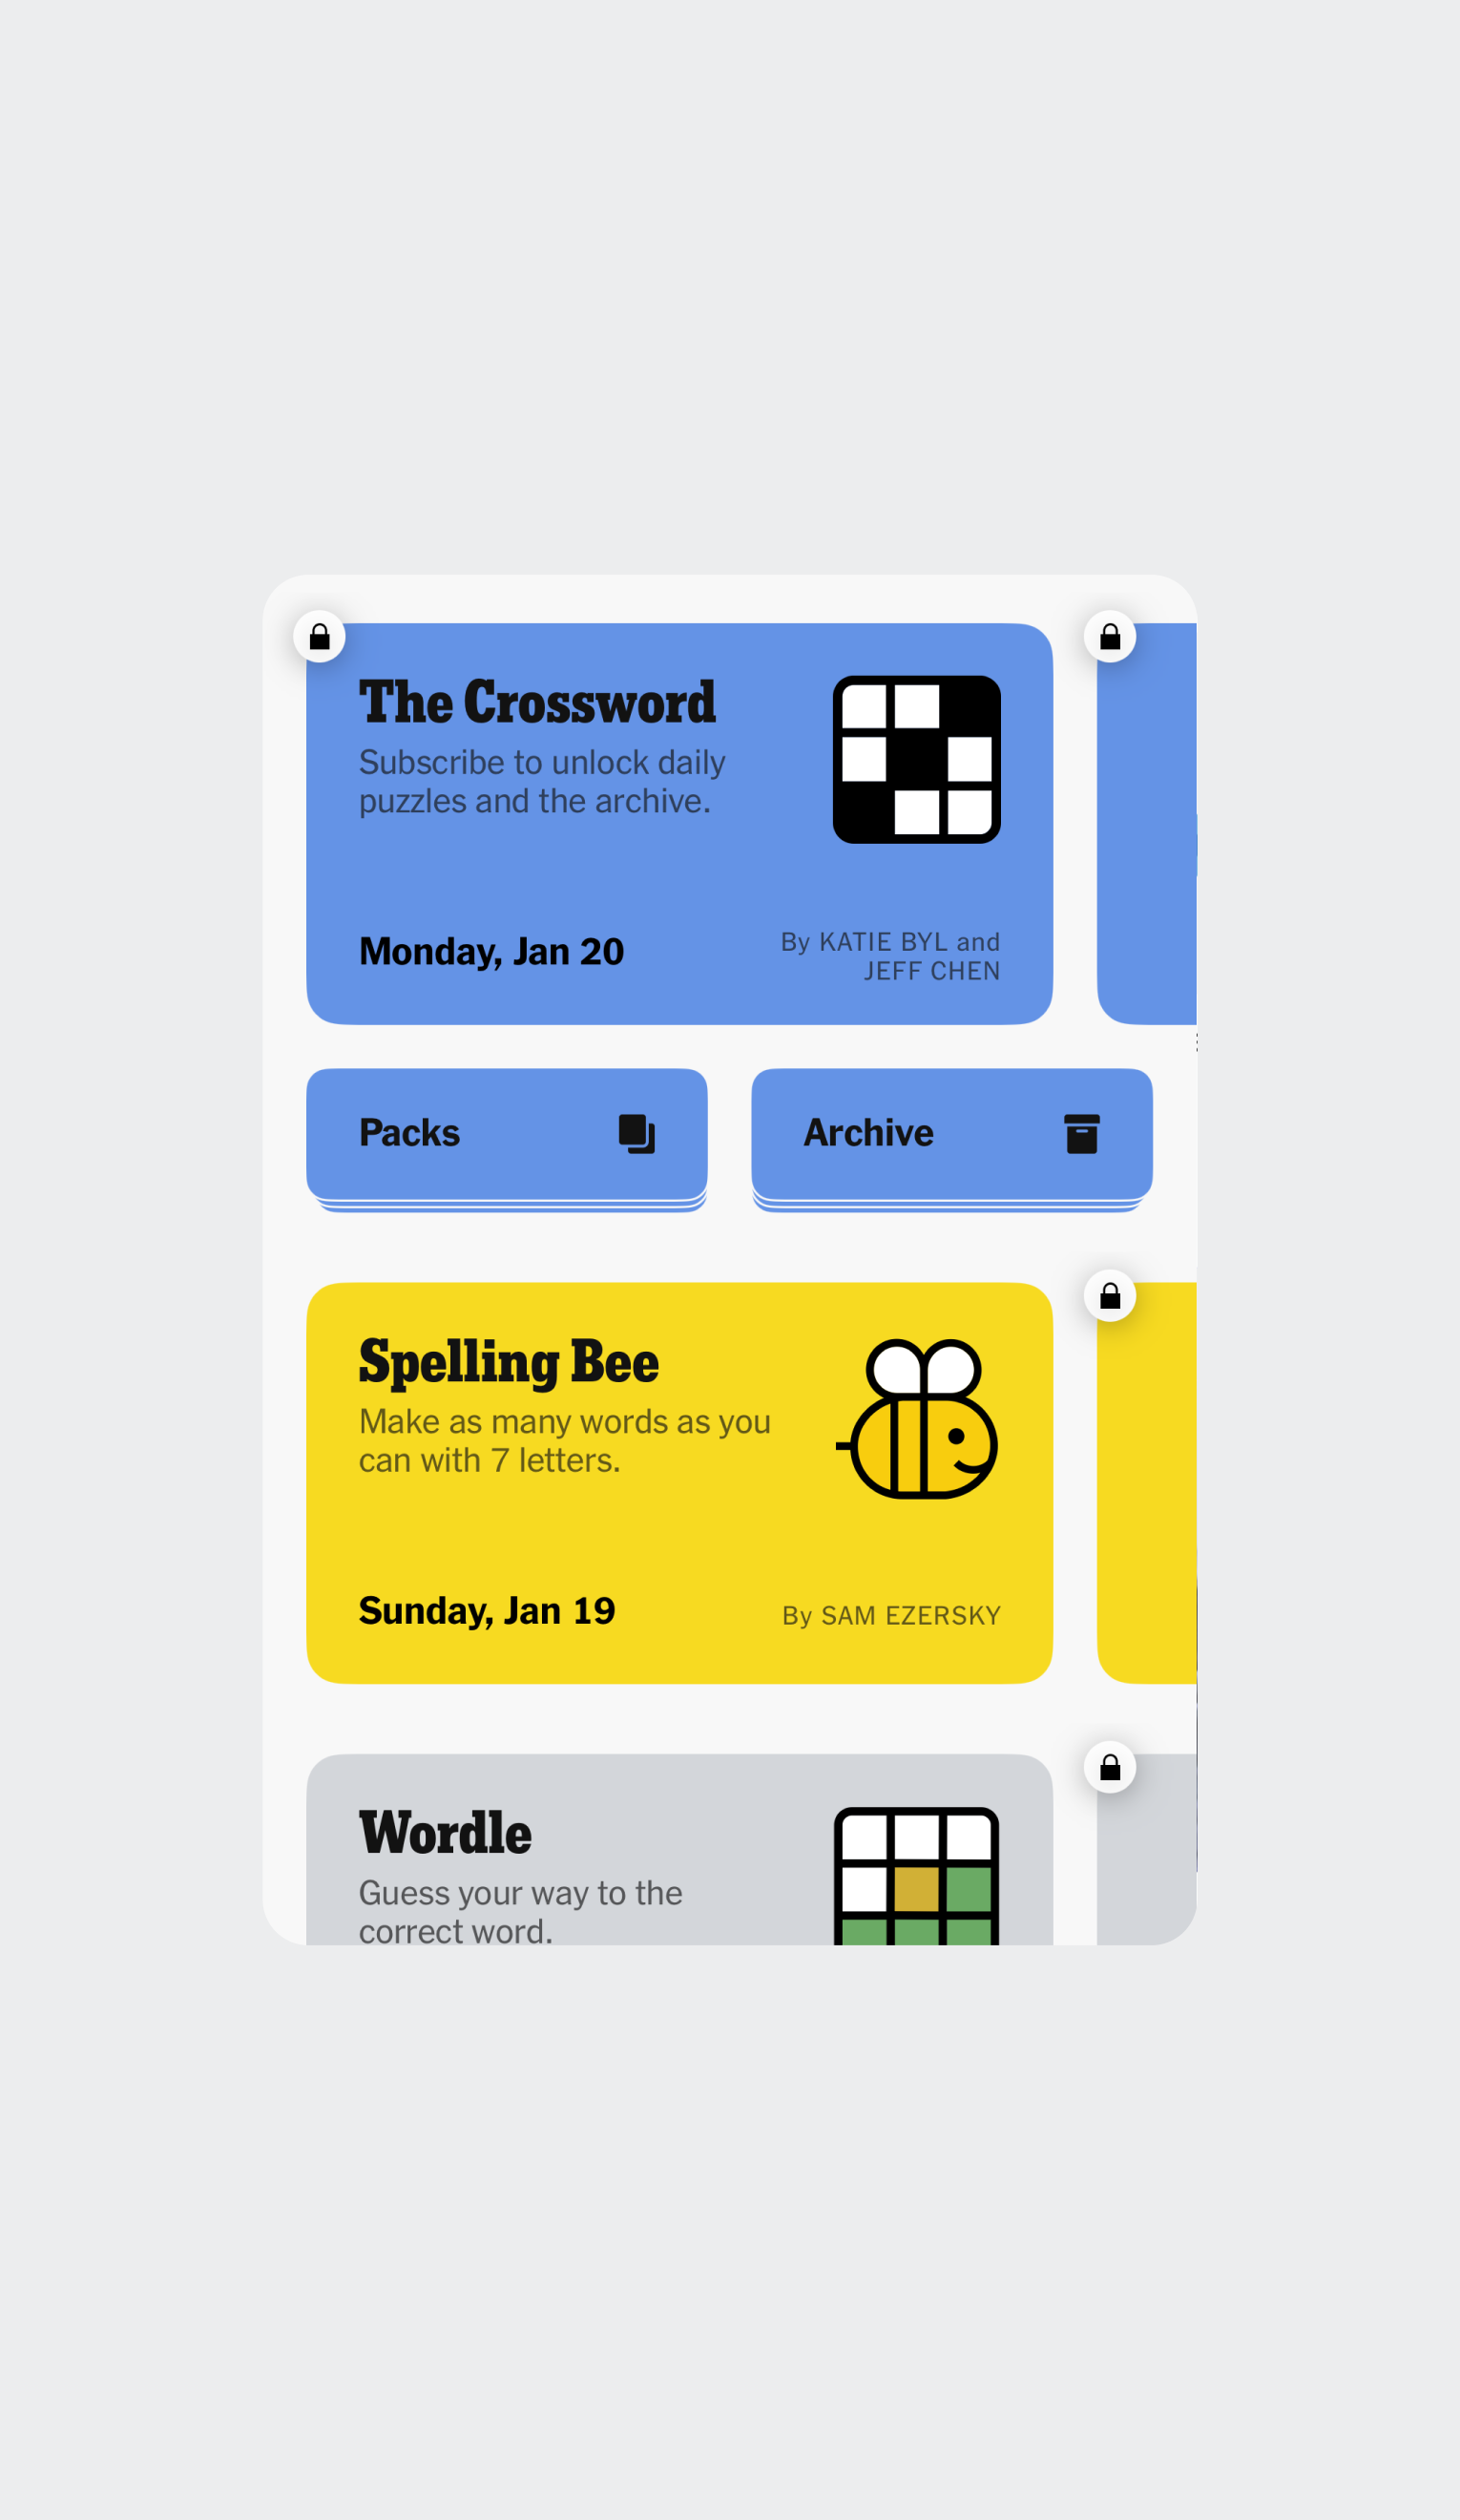 The Crossword
Subscribe to unlock daily
puzzles and the archive.
Monday, Jan 20
By KATIE BYL and
JEFF CHEN
Packs
Archive
Spelling Bee
Make as many words as you
can with 7 letters.
Sunday, Jan 19
By SAM EZERSKY
Wordle
Guess your way to the
correct word.